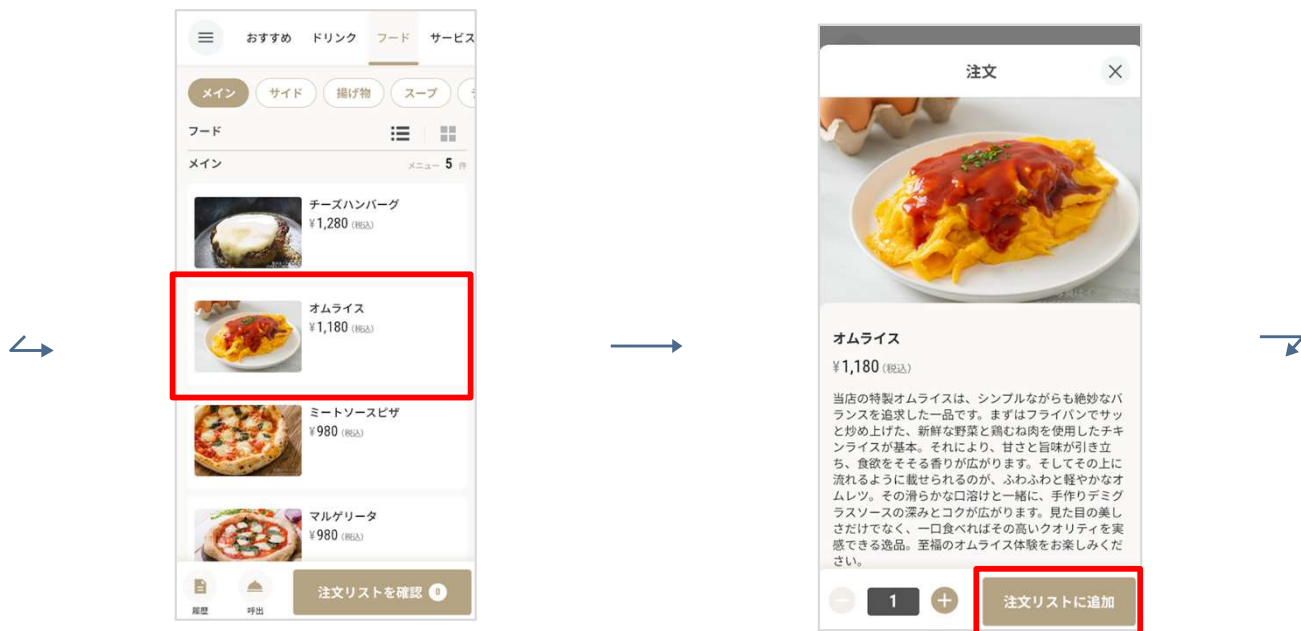 おすすめ ドリンク フード サービス
メイン サイド 揚げ物 スープ
フード
メイン メニュー 5 件
チーズハンバーグ
¥1,280 (税込)
オムライス
¥1,180 (税込)
ミートソースピザ
¥980 (税込)
マルゲリータ
¥980 (税込)
履歴 呼出 注文リストを確認 0
注文
オムライス
¥1,180 (税込)
当店の特製オムライスは、シンプルながらも絶妙なバ
ランスを追求した一品です。まずはフライパンでサッ
と炒め上げた、新鮮な野菜と鶏むね肉を使用したチキ
ンライスが基本。それにより、甘さと旨味が引き立
ち、食欲をそそる香りが広がります。そしてその上に
流れるように載せられるのが、ふわふわと軽やかなオ
ムレツ。その滑らかな口溶けと一緒に、手作りデミグ
ラスソースの深みとコクが広がります。見た目の美し
さだけでなく、一口食べればその高いクオリティを実
感できる逸品。至福のオムライス体験をお楽しみくだ
さい。
1 注文リストに追加